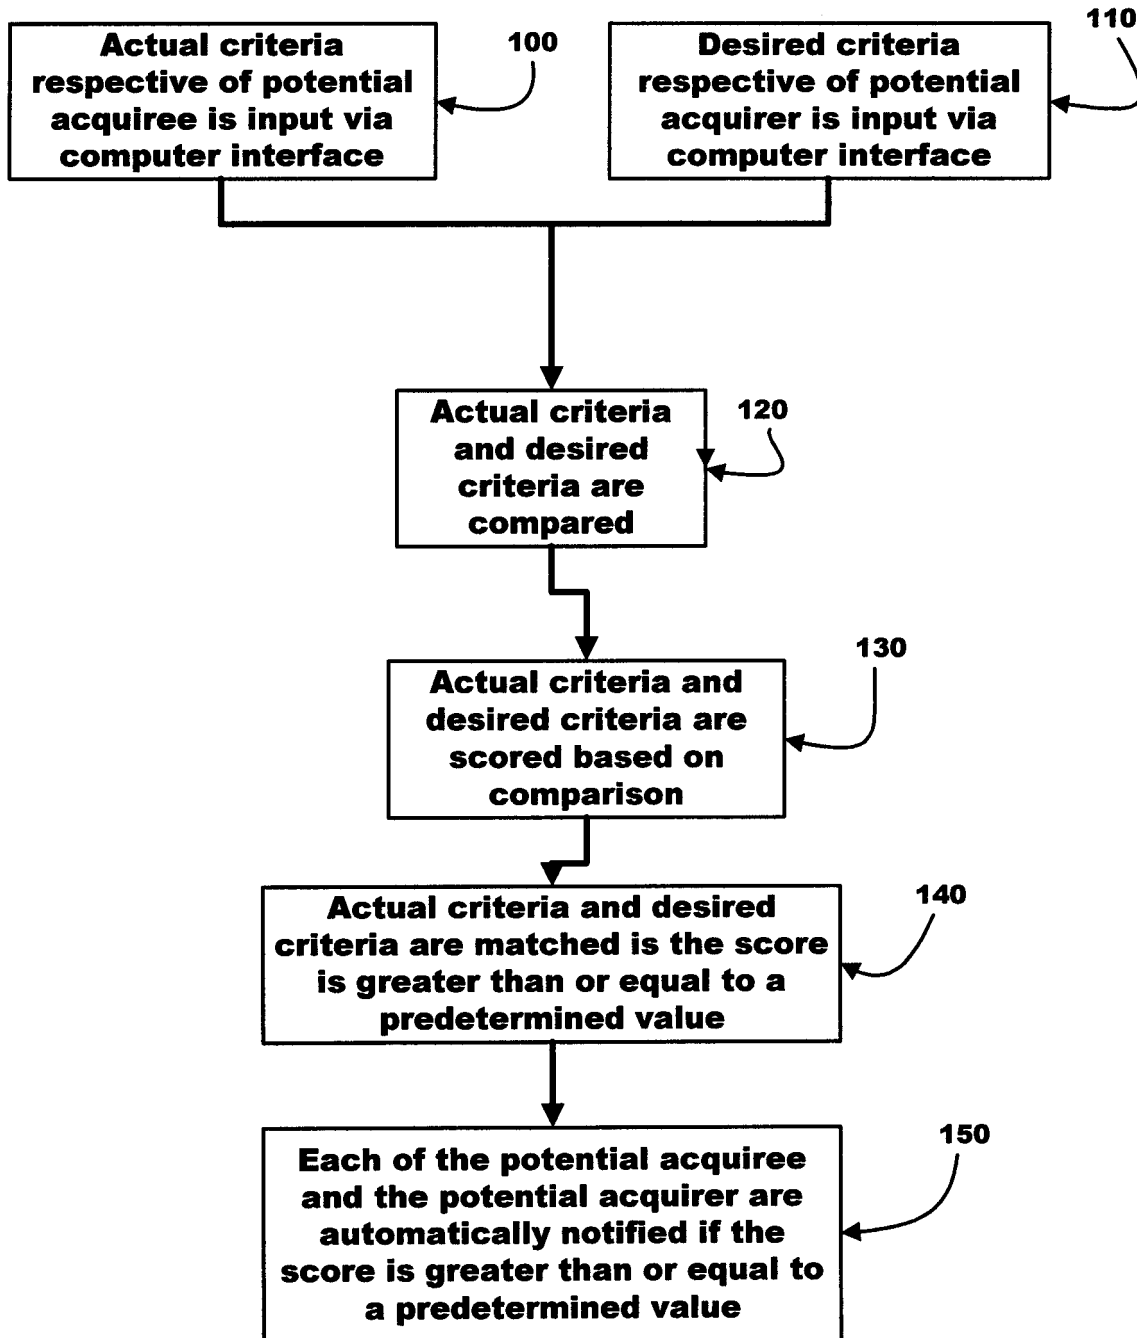 Actual criteria
respective of potential
acquiree is input via
computer interface
100
Desired criteria
respective of potential
acquirer is input via
computer interface
110
Actual criteria
and desired
criteria are
compared
120
Actual criteria and
desired criteria are
scored based on
comparison
130
Actual criteria and desired
criteria are matched is the score
is greater than or equal to a
predetermined value
140
Each of the potential acquiree
and the potential acquirer are
automatically notified if the
score is greater than or equal to
a predetermined value
150